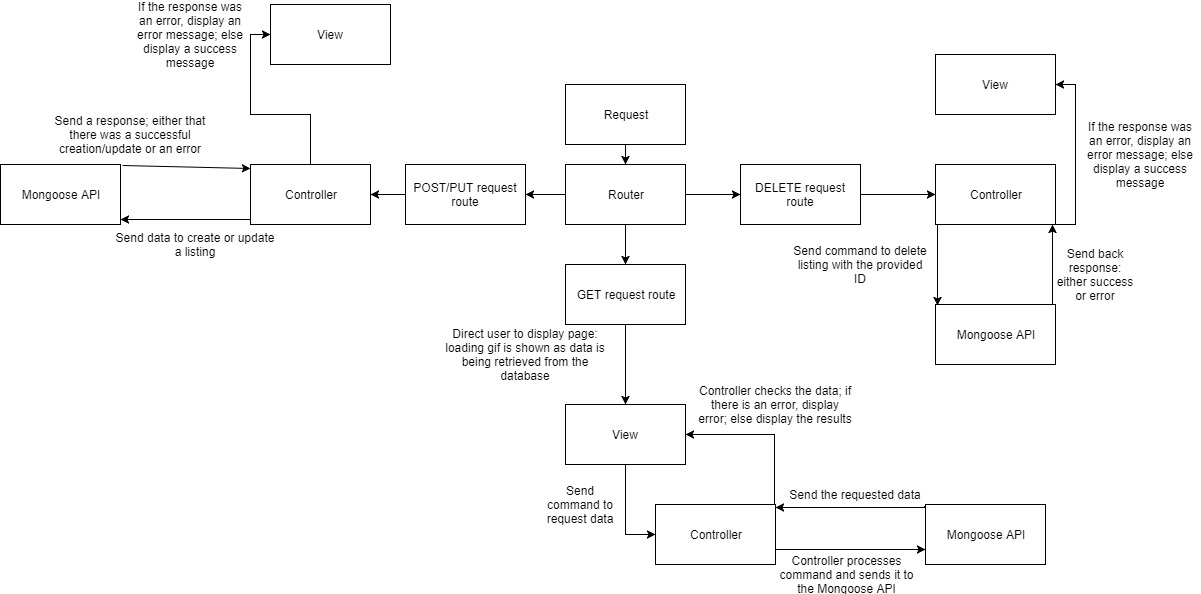 If the response was
an error, display an
error message; else
display a success
message
View
View
Request
Send a response; either that
there was a successful
creation/update or an error
If the response was
an error, display an
error message; else
display a success
message
Mongoose API
Controller
POST/PUT request
route
Router
DELETE request
route
Controller
Send data to create or update
a listing
Send command to delete
listing with the provided
ID
Send back
response:
either success
or error
GET request route
Mongoose API
Direct user to display page:
loading gif is shown as data is
being retrieved from the
database
Controller checks the data; if
there is an error, display
error; else display the results
View
Send
command to
request data
Send the requested data
Controller
Mongoose API
Controller processes
command and sends it to
the Mongoose API